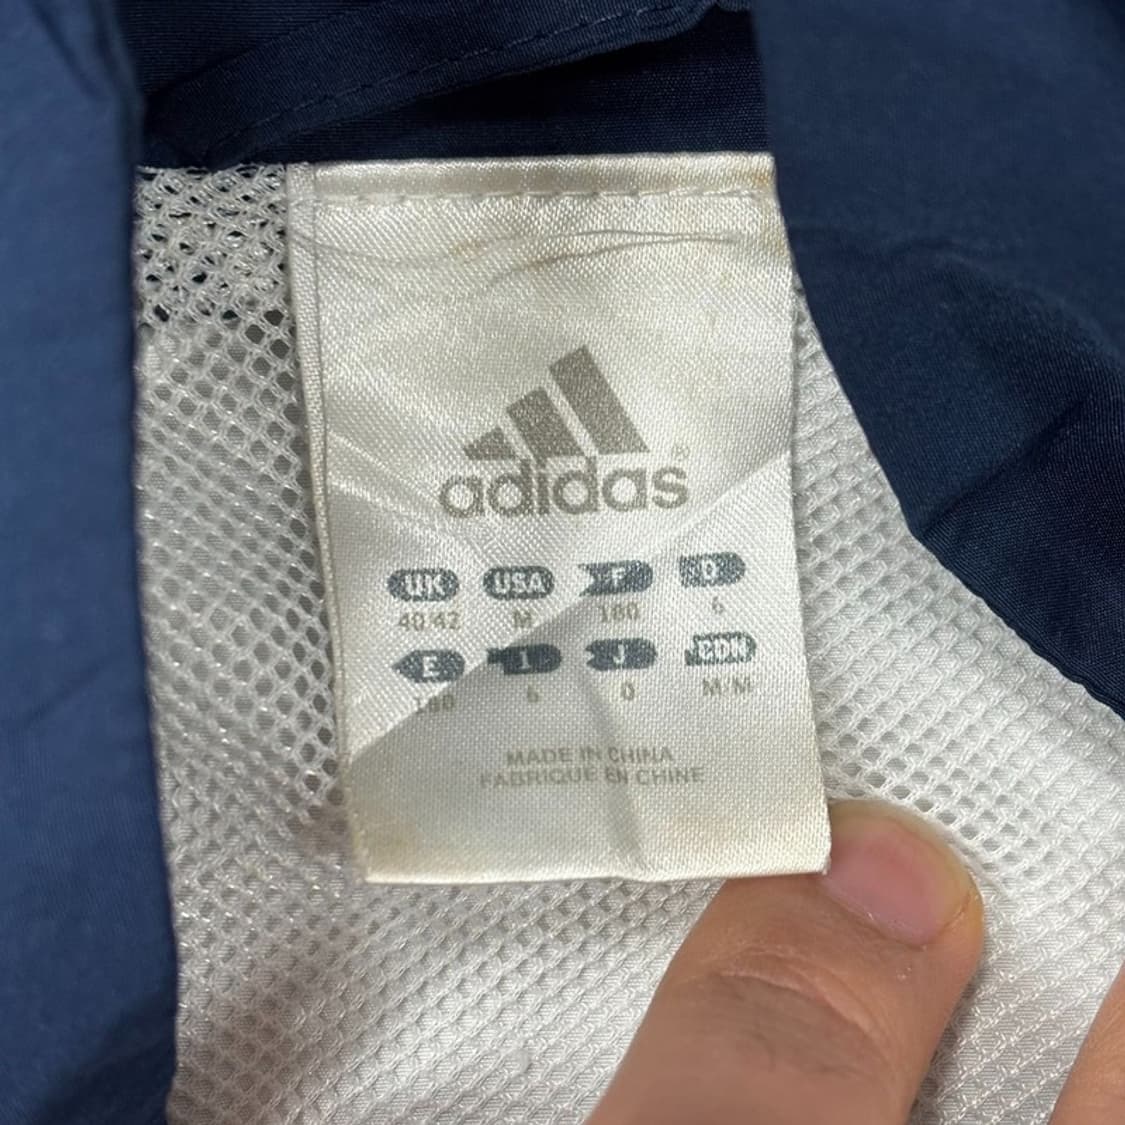 adidas®
UK USA F D
40/42 M 180 6
E I J CDN
180 6 O M/M
MADE IN CHINA
FABRIQUE EN CHINE